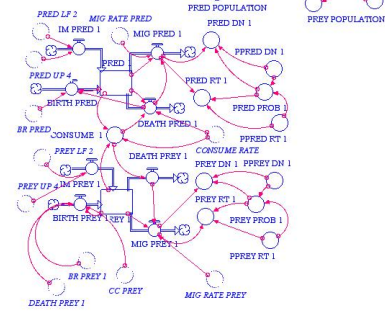 PRED POPULATION
PREY POPULATION
PRED LF 2
MIG RATE PRED
IM PRED 1
MIG PRED 1
PRED DN 1
PPRED DN 1
PRED
PRED UP 4
PRED RT 1
BIRTH PRED
PRED PROB 1
DEATH PRED 1
PPRED RT 1
BR PRED
CONSUME 1
CONSUME RATE
PREY LF 2
DEATH PREY 1
PREY DN 1
PPREY DN 1
IM PREY 1
PREY UP 4
PREY RT 1
BIRTH PREY
PREY 1
PREY PROB 1
MIG PREY 1
PPREY RT 1
BR PREY 1
CC PREY
MIG RATE PREY
DEATH PREY 1